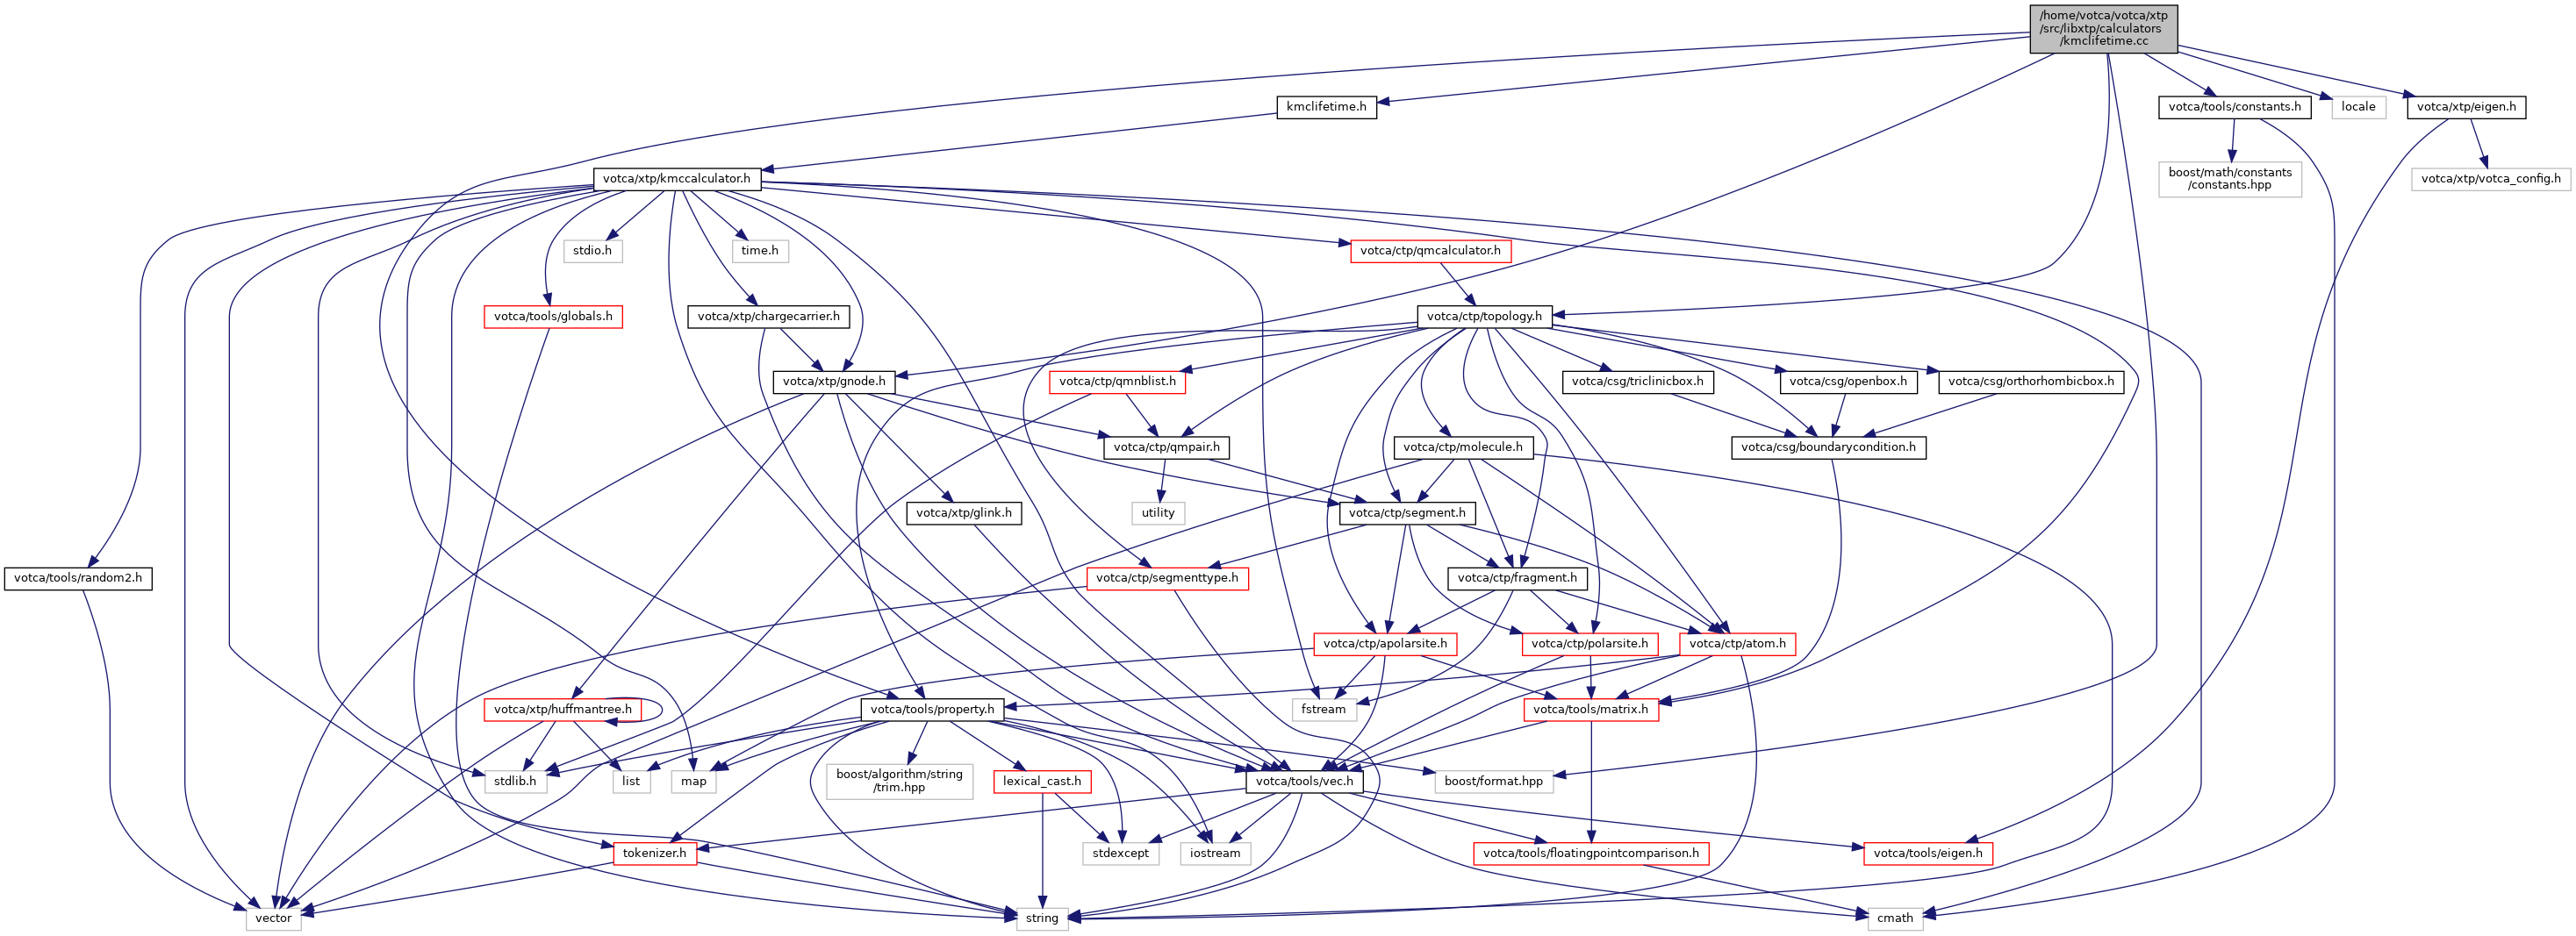 /home/votca/votca/xtp
/src/libxtp/calculators
/kmclifetime.cc
kmclifetime.h
votca/tools/constants.h
locale
votca/xtp/eigen.h
votca/xtp/kmccalculator.h
boost/math/constants
/constants.hpp
votca/xtp/votca_config.h
stdio.h
time.h
votca/ctp/qmcalculator.h
votca/tools/globals.h
votca/xtp/chargecarrier.h
votca/ctp/topology.h
votca/xtp/gnode.h
votca/ctp/qmnblist.h
votca/csg/triclinicbox.h
votca/csg/openbox.h
votca/csg/orthorhombicbox.h
votca/ctp/qmpair.h
votca/ctp/molecule.h
votca/csg/boundarycondition.h
votca/xtp/glink.h
utility
votca/ctp/segment.h
votca/tools/random2.h
votca/ctp/segmenttype.h
votca/ctp/fragment.h
votca/ctp/apolarsite.h
votca/ctp/polarsite.h
votca/ctp/atom.h
votca/xtp/huffmantree.h
votca/tools/property.h
fstream
votca/tools/matrix.h
stdlib.h
list
map
boost/algorithm/string
/trim.hpp
lexical_cast.h
votca/tools/vec.h
boost/format.hpp
tokenizer.h
stdexcept
iostream
votca/tools/floatingpointcomparison.h
votca/tools/eigen.h
vector
string
cmath